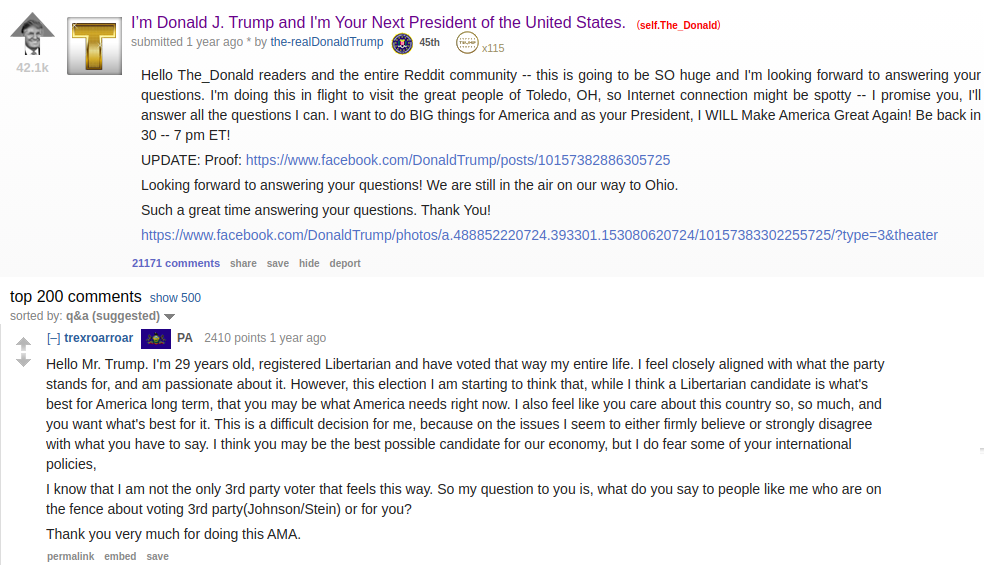 I'm Donald J. Trump and I'm Your Next President of the United States. (self.The_Donald)
submitted 1 year ago * by the-realDonaldTrump 45th TRUMP x115
42.1k
T
Hello The_Donald readers and the entire Reddit community -- this is going to be SO huge and I'm looking forward to answering your
questions. I'm doing this in flight to visit the great people of Toledo, OH, so Internet connection might be spotty -- I promise you, I'll
answer all the questions I can. I want to do BIG things for America and as your President, I WILL Make America Great Again! Be back in
30 -- 7 pm ET!
UPDATE: Proof: https://www.facebook.com/DonaldTrump/posts/10157382886305725
Looking forward to answering your questions! We are still in the air on our way to Ohio.
Such a great time answering your questions. Thank You!
https://www.facebook.com/DonaldTrump/photos/a.488852220724.393301.153080620724/10157383302255725/?type=3&theater
21171 comments share save hide report
top 200 comments show 500
sorted by: q&a (suggested)
[–] trexroarroar PA 2410 points 1 year ago
Hello Mr. Trump. I'm 29 years old, registered Libertarian and have voted that way my entire life. I feel closely aligned with what the party
stands for, and am passionate about it. However, this election I am starting to think that, while I think a Libertarian candidate is what's
best for America long term, that you may be what America needs right now. I also feel like you care about this country so, so much, and
you want what's best for it. This is a difficult decision for me, because on the issues I seem to either firmly believe or strongly disagree
with what you have to say. I think you may be the best possible candidate for our economy, but I do fear some of your international
policies,
I know that I am not the only 3rd party voter that feels this way. So my question to you is, what do you say to people like me who are on
the fence about voting 3rd party(Johnson/Stein) or for you?
Thank you very much for doing this AMA.
permalink embed save